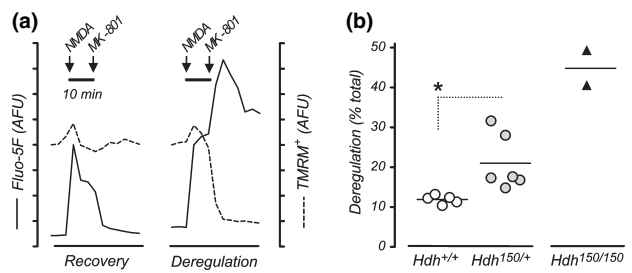 (a)
NMDA
MK-801
NMDA
MK-801
10 min
Fluo-5F (AFU)
TMRM+ (AFU)
Recovery
Deregulation
(b)
Deregulation (% total)
50
40
30
20
10
0
*
Hdh+/+
Hdh150/+
Hdh150/150